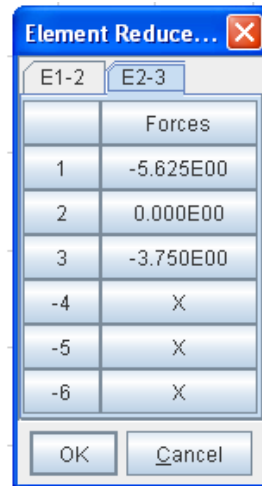 Element Reduce...
E1-2 E2-3
Forces
1 -5.625E00
2 0.000E00
3 -3.750E00
-4 X
-5 X
-6 X
OK Cancel